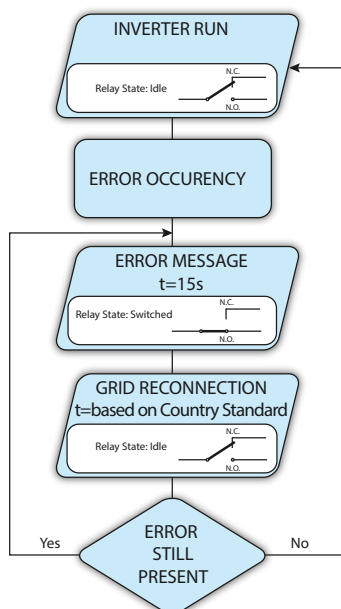 INVERTER RUN
N.C.
Relay State: Idle
N.O.
ERROR OCCURENCY
ERROR MESSAGE
t=15s
N.C.
Relay State: Switched
N.O.
GRID RECONNECTION
t=based on Country Standard
N.C.
Relay State: Idle
N.O.
Yes
ERROR
STILL
PRESENT
No